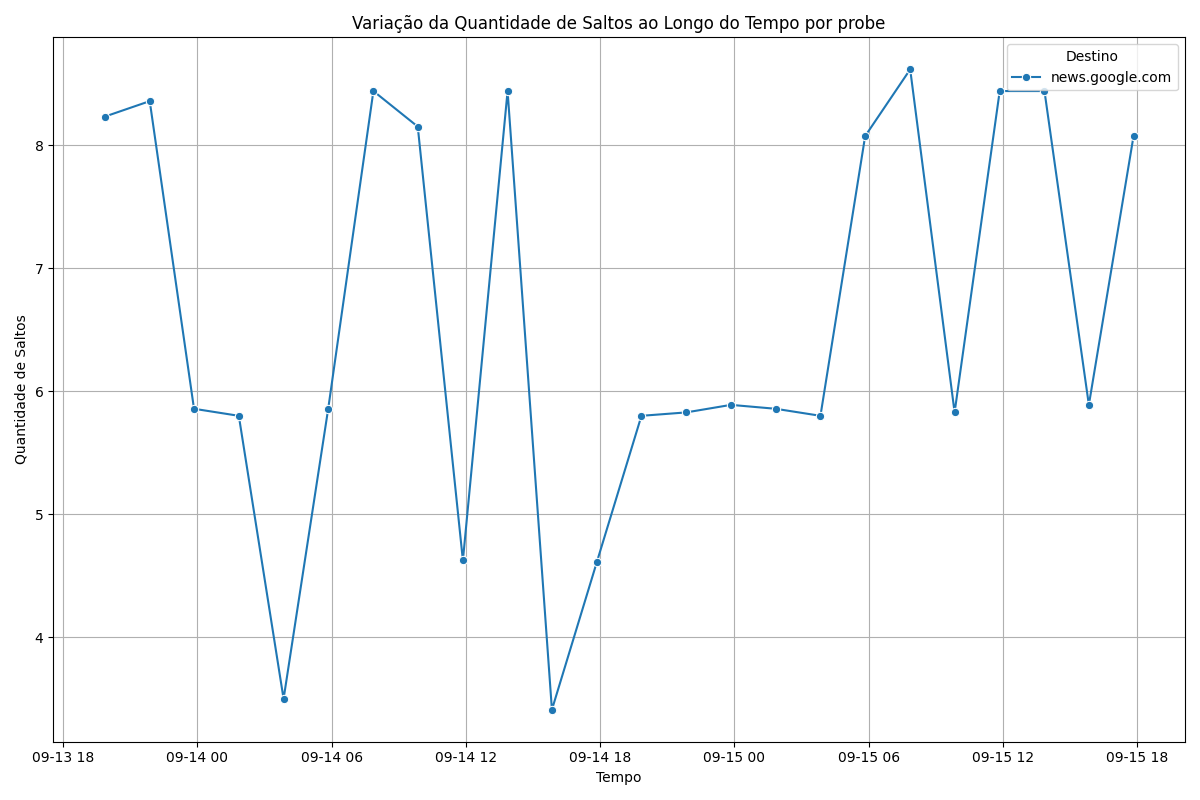 Variação da Quantidade de Saltos ao Longo do Tempo por probe
Destino
news.google.com
Quantidade de Saltos
8
7
6
5
4
09-13 18
09-14 00
09-14 06
09-14 12
09-14 18
09-15 00
09-15 06
09-15 12
09-15 18
Tempo